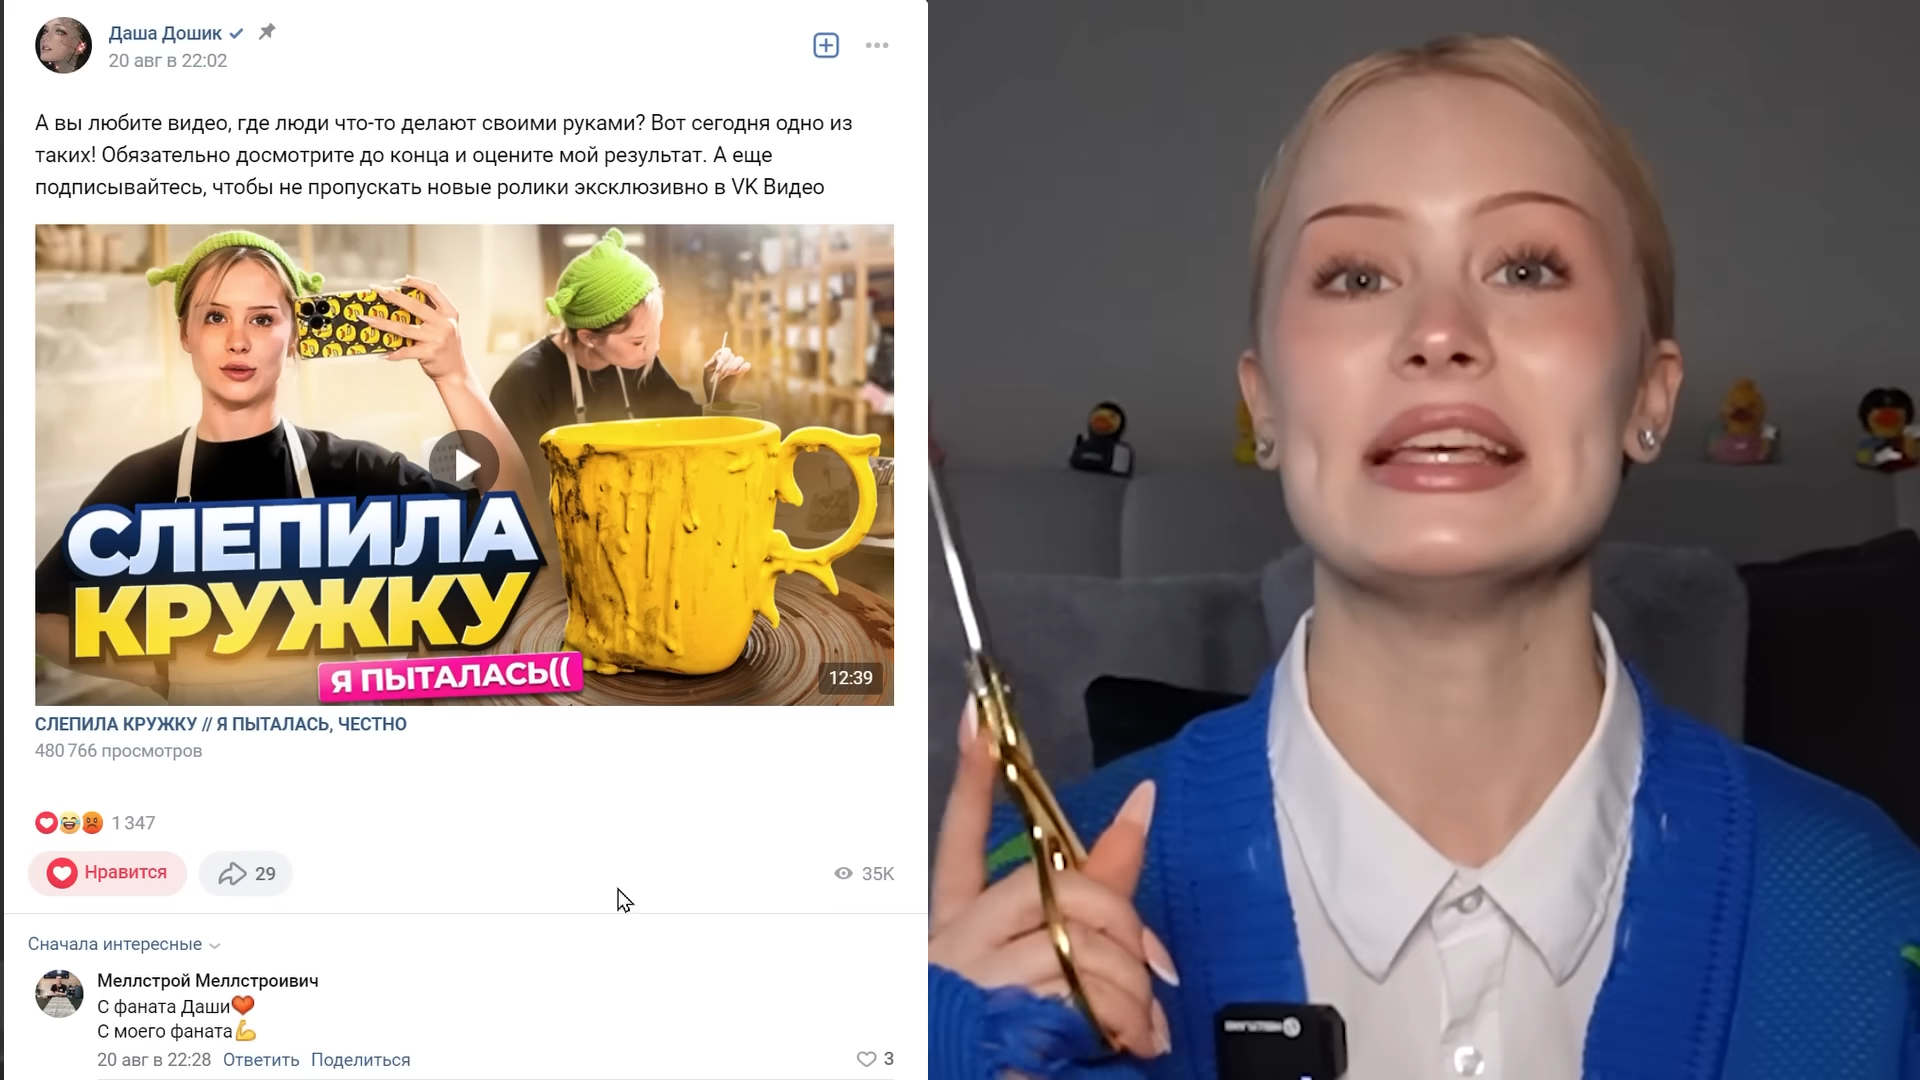 Даша Дошик
20 авг в 22:02
А вы любите видео, где люди что-то делают своими руками? Вот сегодня одно из
таких! Обязательно досмотрите до конца и оцените мой результат. А еще
подписывайтесь, чтобы не пропускать новые ролики эксклюзивно в VK Видео
СЛЕПИЛА
КРУЖКУ
Я ПЫТАЛАСЬ((
12:39
СЛЕПИЛА КРУЖКУ // Я ПЫТАЛАСЬ, ЧЕСТНО
480 766 просмотров
1 347
Нравится
29
35K
Сначала интересные
Меллстрой Меллстроивич
С фаната Даши❤️
С моего фаната💪
20 авг в 22:28 Ответить Поделиться
3